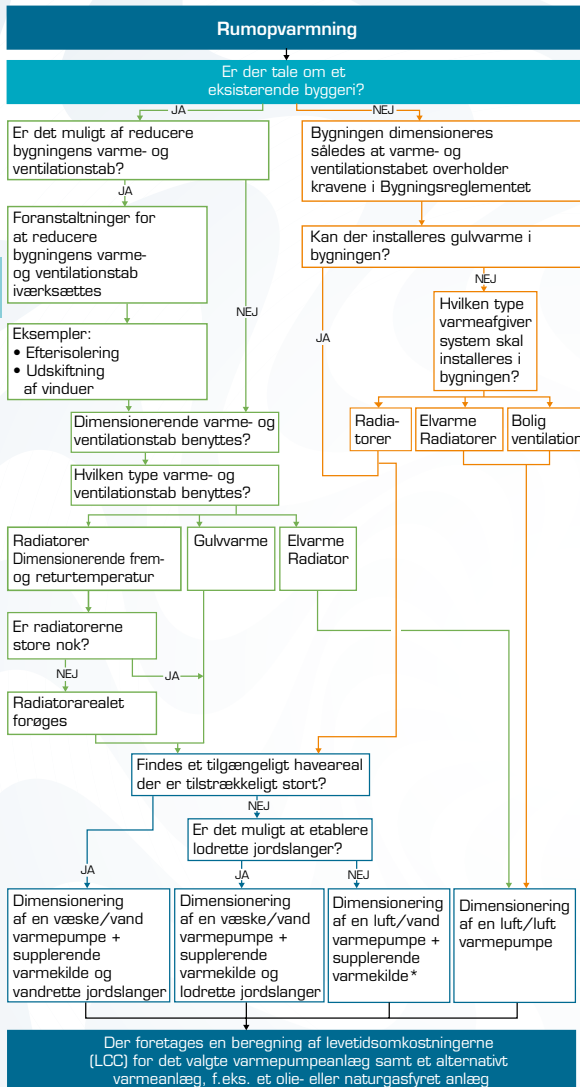 Rumopvarmning
Er der tale om et
eksisterende byggeri?
JA
NEJ
Er det muligt af reducere
bygningens varme- og
ventilationstab?
JA
NEJ
Foranstaltninger for
at reducere
bygningens varme-
og ventilationstab
iværksættes
Eksempler:
• Efterisolering
• Udskiftning
af vinduer
Bygningen dimensioneres
således at varme- og
ventilationstabet overholder
kravene i Bygningsreglementet
Kan der installeres gulvvarme i
bygningen?
NEJ
JA
Hvilken type
varmeafgiver
system skal
installeres i
bygningen?
Radia-
torer
Elvarme
Radiatorer
Bolig
ventilation
Dimensionerende varme- og
ventilationstab benyttes?
Hvilken type varme- og
ventilationstab benyttes?
Radiatorer
Dimensionerende frem-
og returtemperatur
Gulvvarme
Elvarme
Radiator
Er radiatorerne
store nok?
NEJ
JA
Radiatorarealet
forøges
Findes et tilgængeligt haveareal
der er tilstrækkeligt stort?
NEJ
JA
Er det muligt at etablere
lodrette jordslanger?
JA
NEJ
Dimensionering
af en væske/vand
varmepumpe +
supplerende
varmekilde og
vandrette jordslanger
Dimensionering
af en væske/vand
varmepumpe +
supplerende
varmekilde og
lodrette jordslanger
Dimensionering
af en luft/vand
varmepumpe +
supplerende
varmekilde*
Dimensionering
af en luft/luft
varmepumpe
Der foretages en beregning af levetidsomkostningerne
(LCC) for det valgte varmepumpeanlæg samt et alternativt
varmeanlæg, f.eks. et olie- eller naturgasfyret anlæg